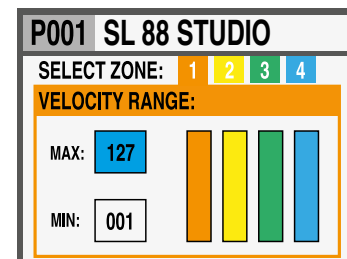 P001 SL 88 STUDIO
SELECT ZONE: 1 2 3 4
VELOCITY RANGE:
MAX: 127
MIN: 001